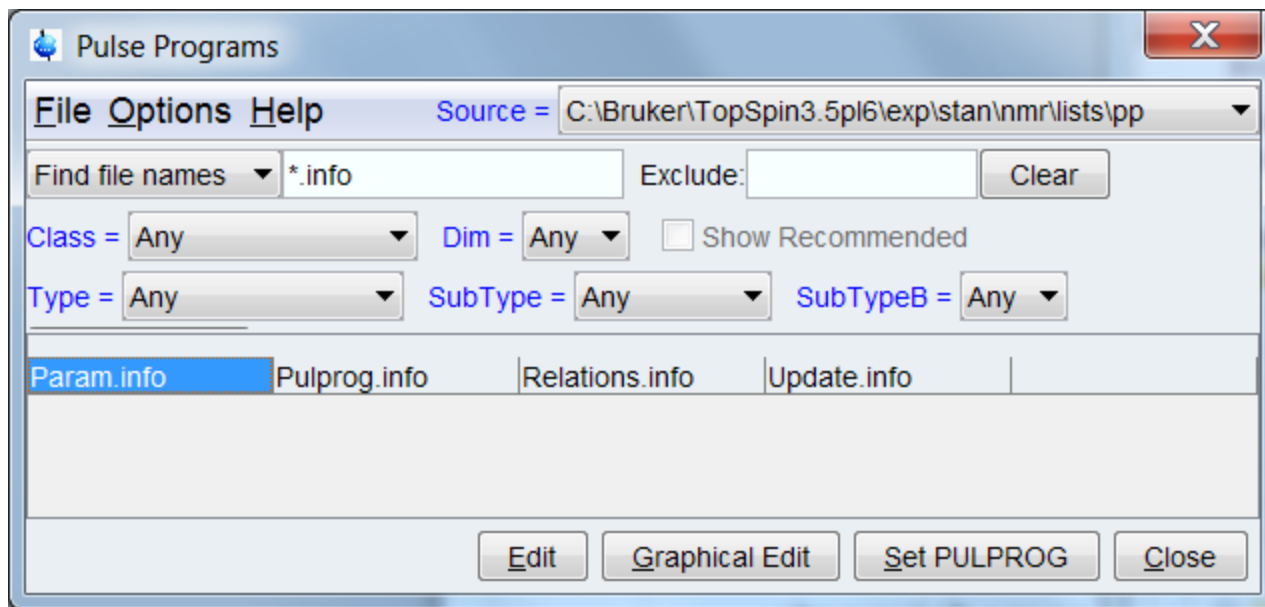 Pulse Programs
File Options Help Source = C:\Bruker\TopSpin3.5pl6\exp\stan\nmr\lists\pp
Find file names *.info Exclude: Clear
Class = Any Dim = Any Show Recommended
Type = Any SubType = Any SubTypeB = Any
Param.info Pulprog.info Relations.info Update.info
Edit Graphical Edit Set PULPROG Close